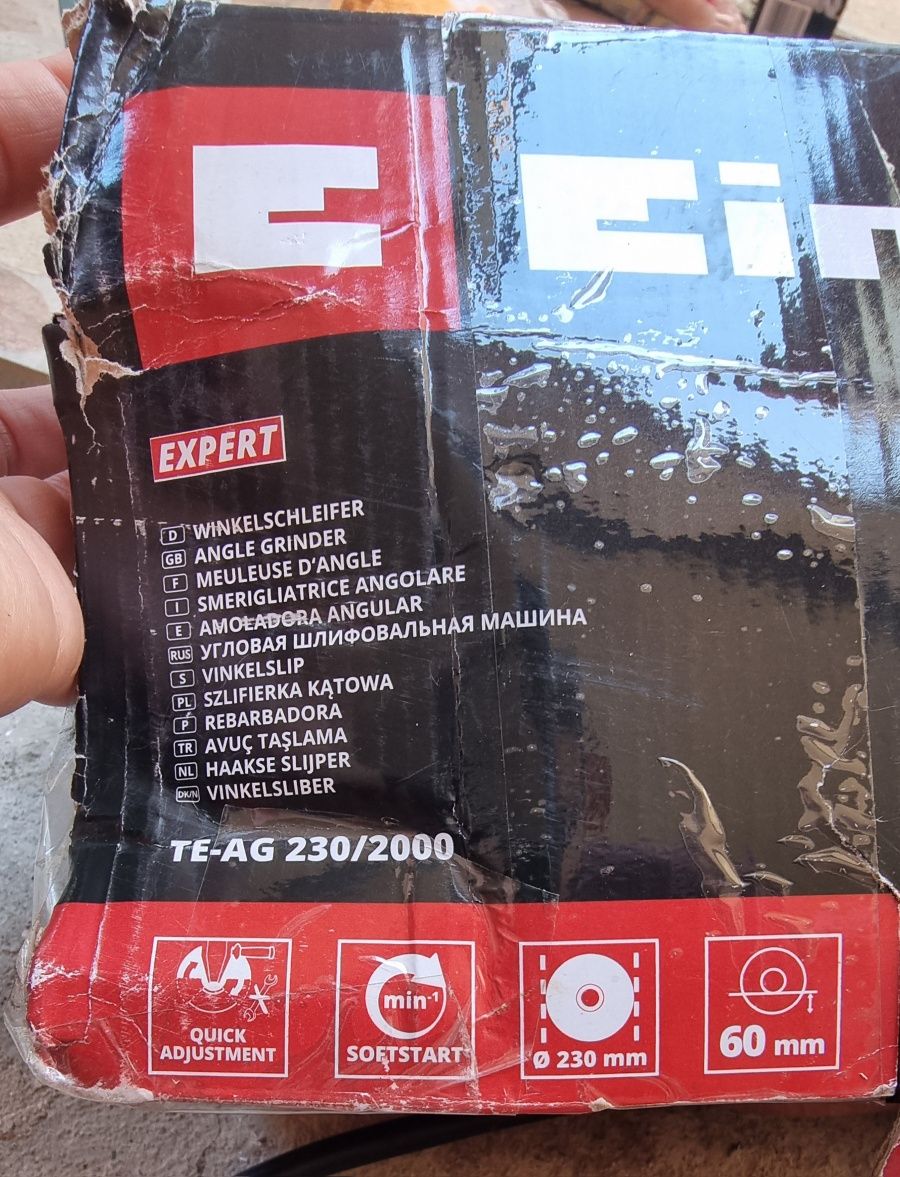 E Ein
EXPERT
D WINKELSCHLEIFER
GB ANGLE GRINDER
F MEULEUSE D'ANGLE
I SMERIGLIATRICE ANGOLARE
E AMOLADORA ANGULAR
RUS УГЛОВАЯ ШЛИФОВАЛЬНАЯ МАШИНА
S VINKELSLIP
PL SZLIFIERKA KĄTOWA
P REBARBADORA
TR AVUÇ TAŞLAMA
NL HAAKSE SLIJPER
DK/N VINKELSLIBER
TE-AG 230/2000
QUICK
ADJUSTMENT
min-¹
SOFTSTART
Ø 230 mm
60 mm